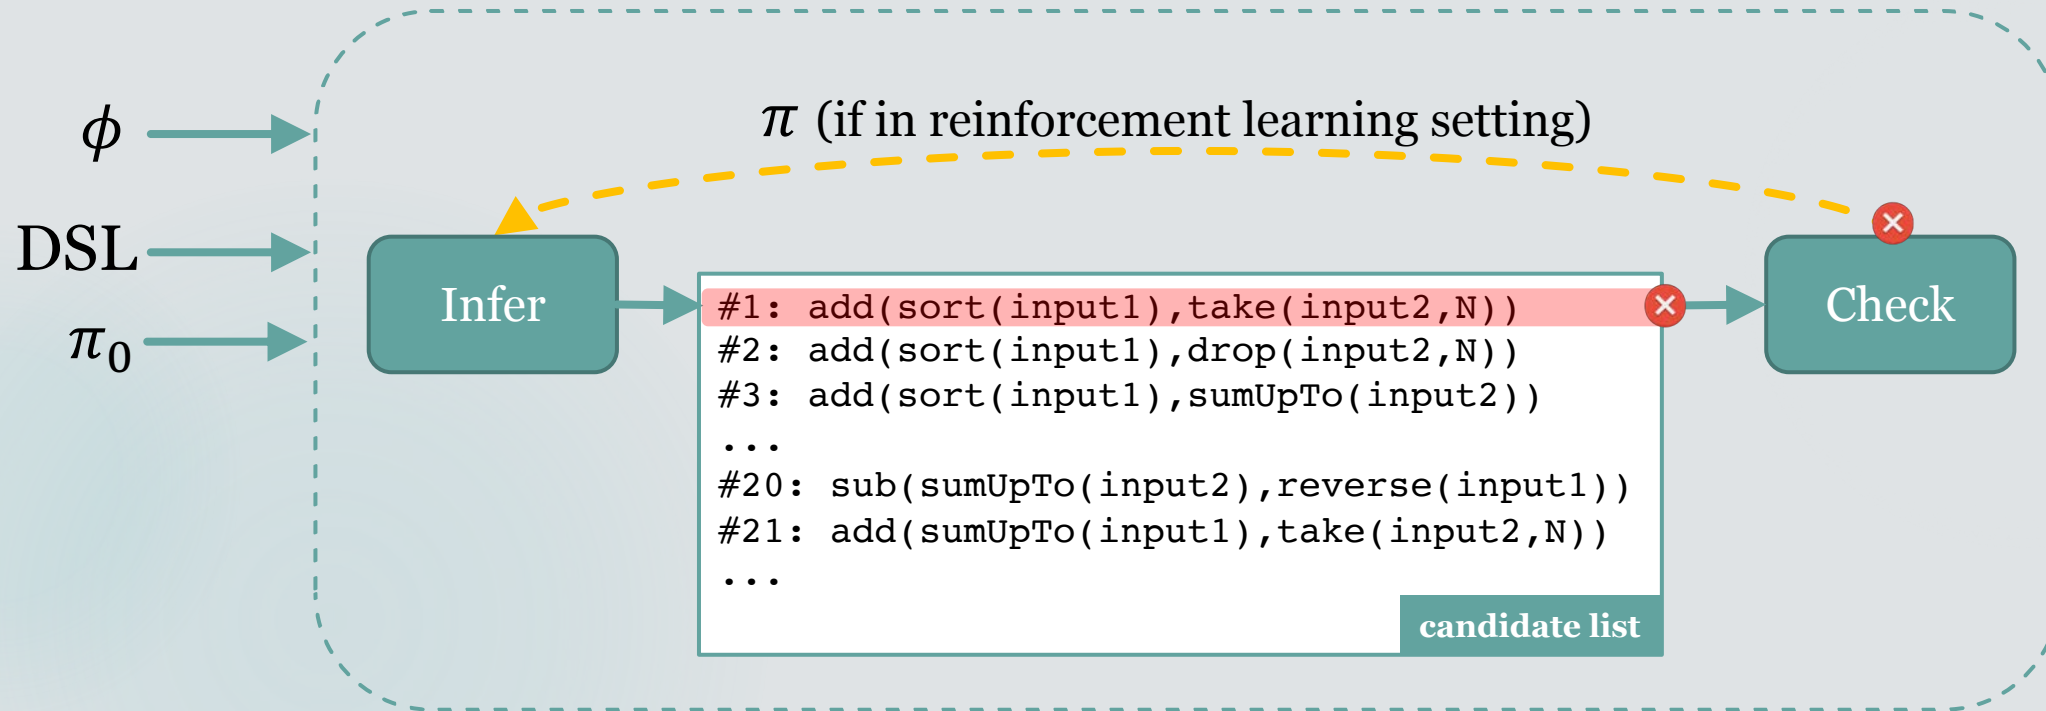 ϕ
DSL
π₀
π (if in reinforcement learning setting)
Infer
#1: add(sort(input1),take(input2,N))
#2: add(sort(input1),drop(input2,N))
#3: add(sort(input1),sumUpTo(input2))
...
#20: sub(sumUpTo(input2),reverse(input1))
#21: add(sumUpTo(input1),take(input2,N))
...
candidate list
Check